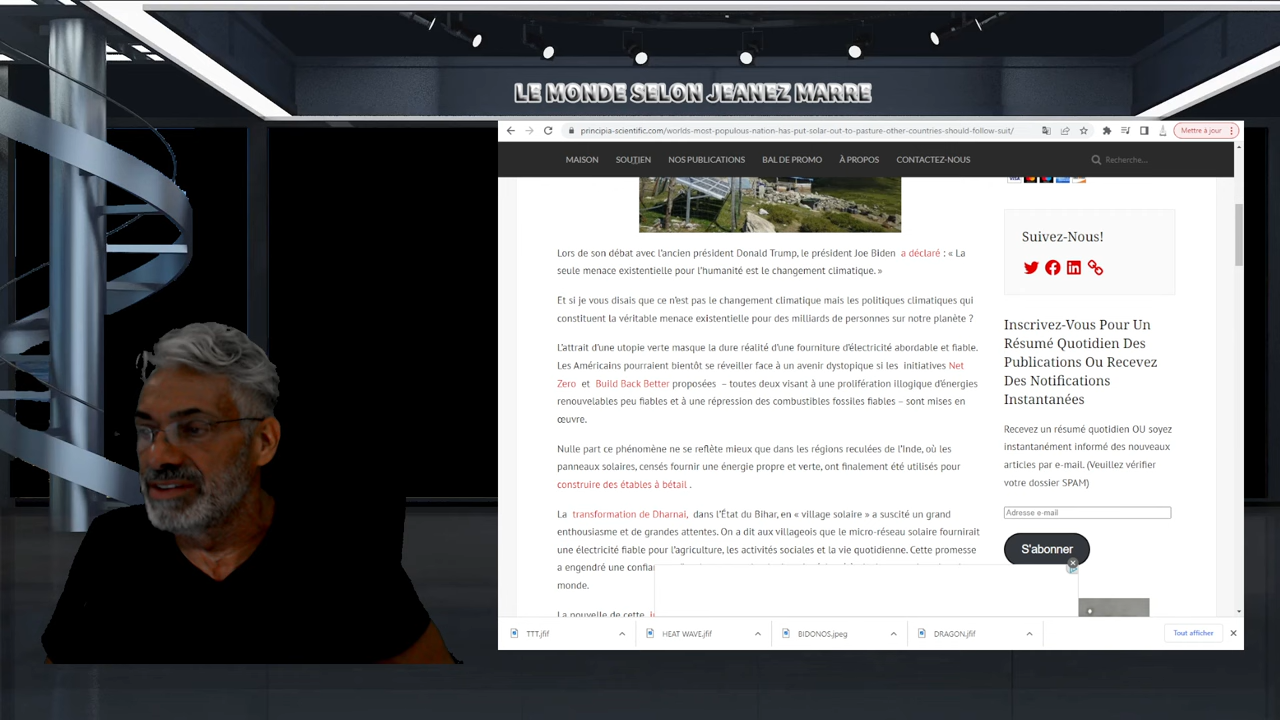 LE MONDE SELON JEANEZ MARRE
principia-scientific.com/worlds-most-populous-nation-has-put-solar-out-to-pasture-other-countries-should-follow-suit/
Mettre à jour
MAISON SOUTIEN NOS PUBLICATIONS BAL DE PROMO À PROPOS CONTACTEZ-NOUS Recherche...
Lors de son débat avec l'ancien président Donald Trump, le président Joe Biden a déclaré : « La
seule menace existentielle pour l'humanité est le changement climatique. »
Et si je vous disais que ce n'est pas le changement climatique mais les politiques climatiques qui
constituent la véritable menace existentielle pour des milliards de personnes sur notre planète ?
L'attrait d'une utopie verte masque la dure réalité d'une fourniture d'électricité abordable et fiable.
Les Américains pourraient bientôt se réveiller face à un avenir dystopique si les initiatives Net
Zero et Build Back Better proposées – toutes deux visant à une prolifération illogique d'énergies
renouvelables peu fiables et à une répression des combustibles fossiles fiables – sont mises en
œuvre.
Nulle part ce phénomène ne se reflète mieux que dans les régions reculées de l'Inde, où les
panneaux solaires, censés fournir une énergie propre et verte, ont finalement été utilisés pour
construire des étables à bétail .
La transformation de Dharnai, dans l'État du Bihar, en « village solaire » a suscité un grand
enthousiasme et de grandes attentes. On a dit aux villageois que le micro-réseau solaire fournirait
une électricité fiable pour l'agriculture, les activités sociales et la vie quotidienne. Cette promesse
a engendré une
monde.
La nouvelle de cette
VISA
Suivez-Nous!
Inscrivez-Vous Pour Un
Résumé Quotidien Des
Publications Ou Recevez
Des Notifications
Instantanées
Recevez un résumé quotidien OU soyez
instantanément informé des nouveaux
articles par e-mail. (Veuillez vérifier
votre dossier SPAM)
Adresse e-mail
S'abonner
TTT.jfif HEAT WAVE.jfif BIDONOS.jpeg DRAGON.jfif Tout afficher